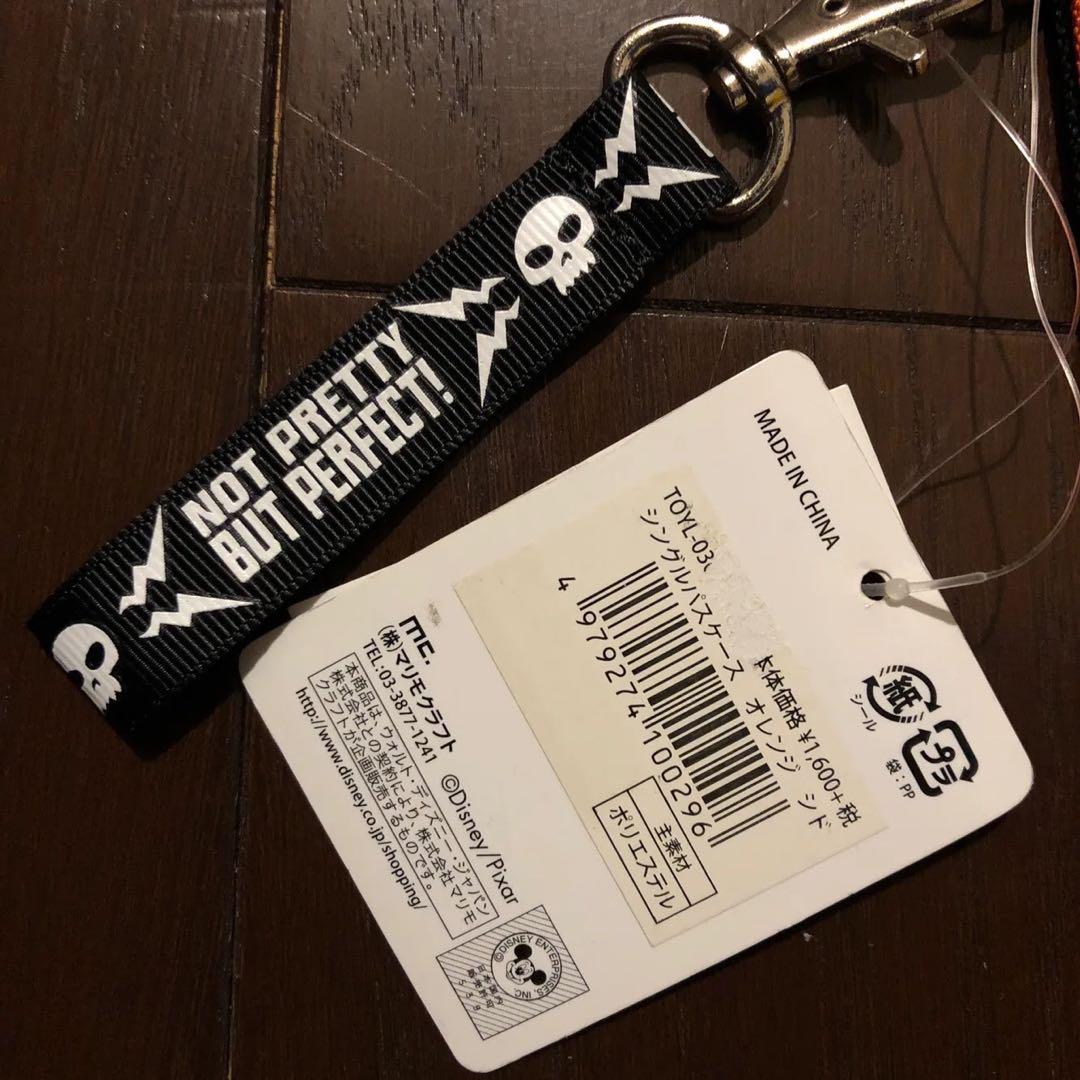 NOT PRETTY
BUT PERFECT!
MADE IN CHINA
TOYL-03
本体価格¥1,600+税
シングルパスケース オレンジ シド
4 979274 100296
主素材
ポリエステル
紙
シール
プラ
袋:PP
mc.
(株)マリモクラフト
TEL:03-3877-1241
©Disney/Pixar
本商品は、ウォルト・ディズニー・ジャパン
株式会社との契約により、株式会社マリモ
クラフトが企画販売するものです。
http://www.disney.co.jp/shopping/
©DISNEY ENTERPRISES, INC.
日本国内